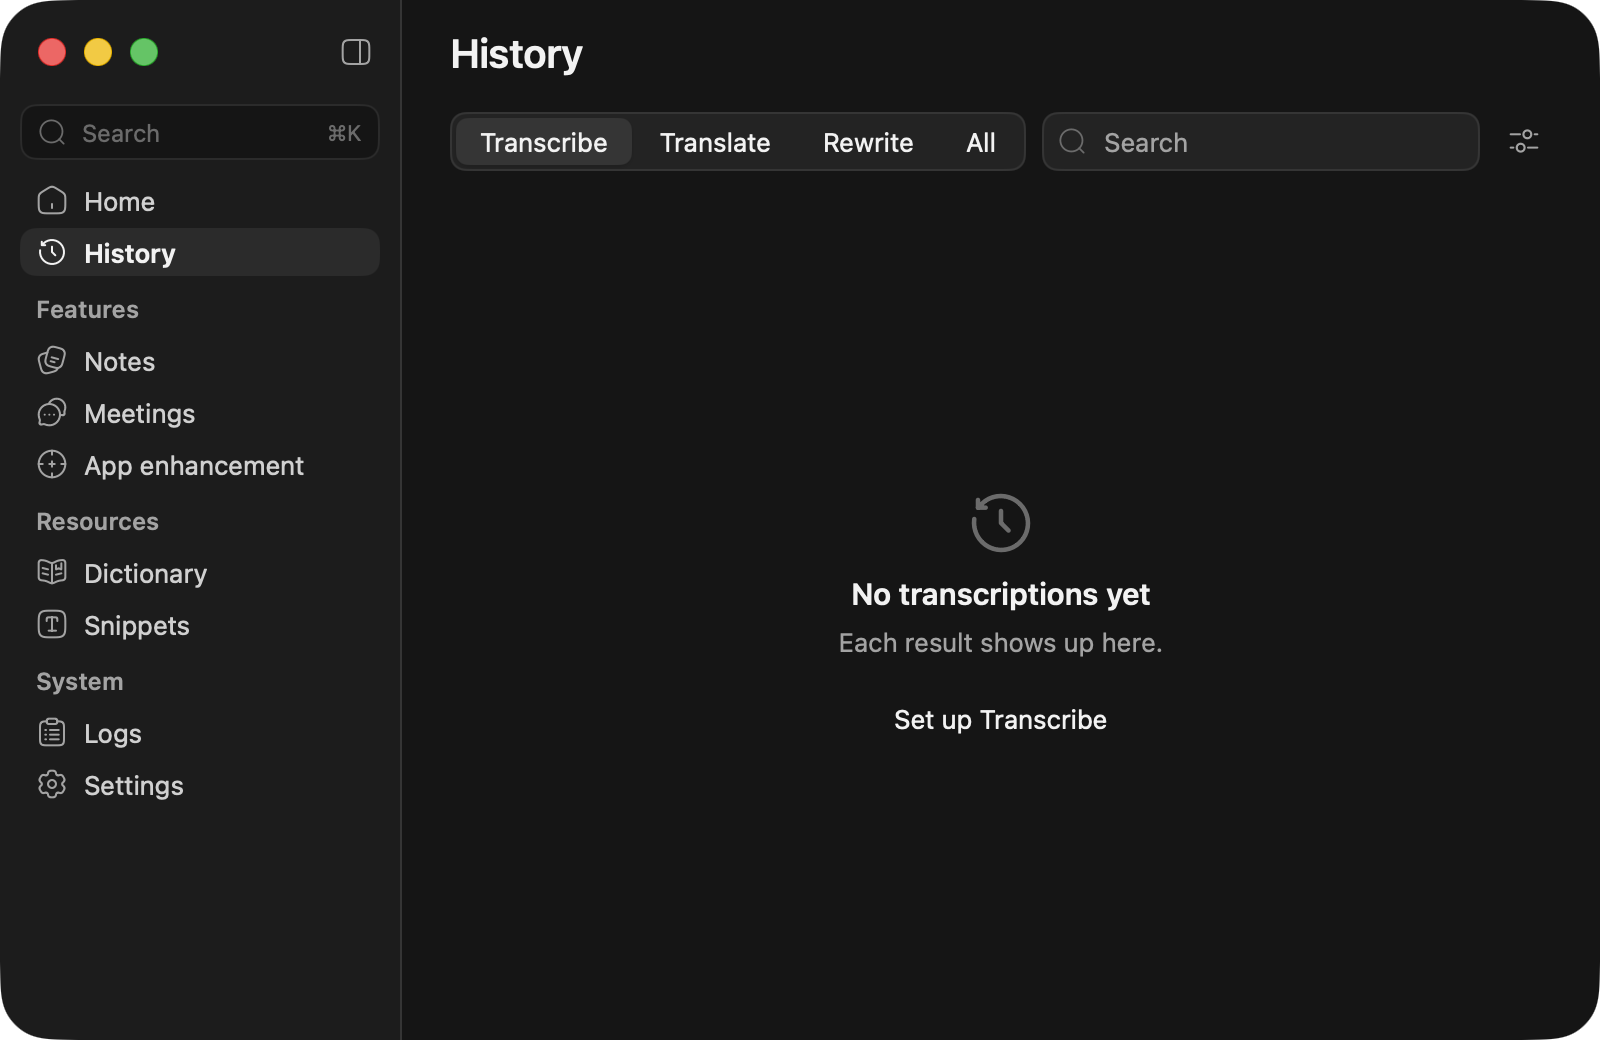 History
Search ⌘K
Transcribe Translate Rewrite All
Search
Home
History
Features
Notes
Meetings
App enhancement
Resources
Dictionary
Snippets
System
Logs
Settings
No transcriptions yet
Each result shows up here.
Set up Transcribe